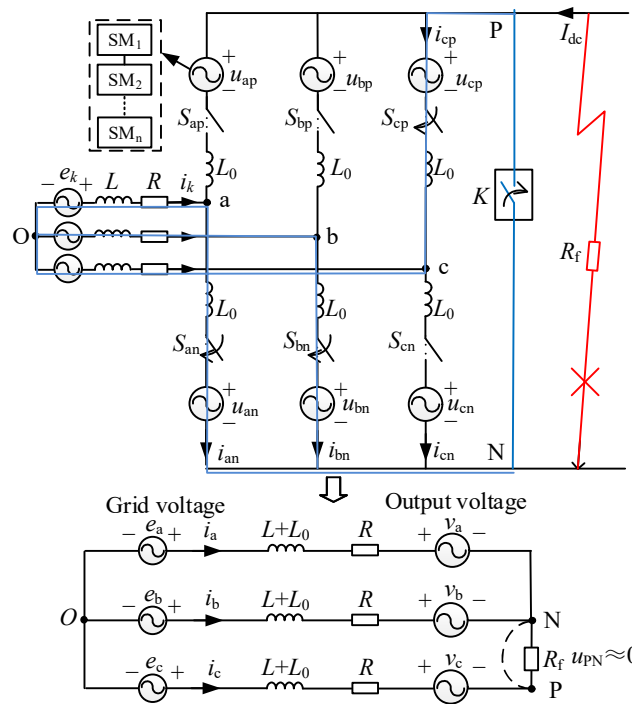 SM1
SM2
SMn
uap
ubp
ucp
icp
P
Idc
Sap
Sbp
Scp
L0
L0
L0
K
Rf
ek
L
R
ik
a
O
b
c
L0
L0
L0
San
Sbn
Scn
uan
ubn
ucn
ian
ibn
icn
N
Grid voltage
Output voltage
− ea + ia L+L0 R + va −
O − eb + ib L+L0 R + vb − N
Rf uPN≈0
− ec + ic L+L0 R + vc − P